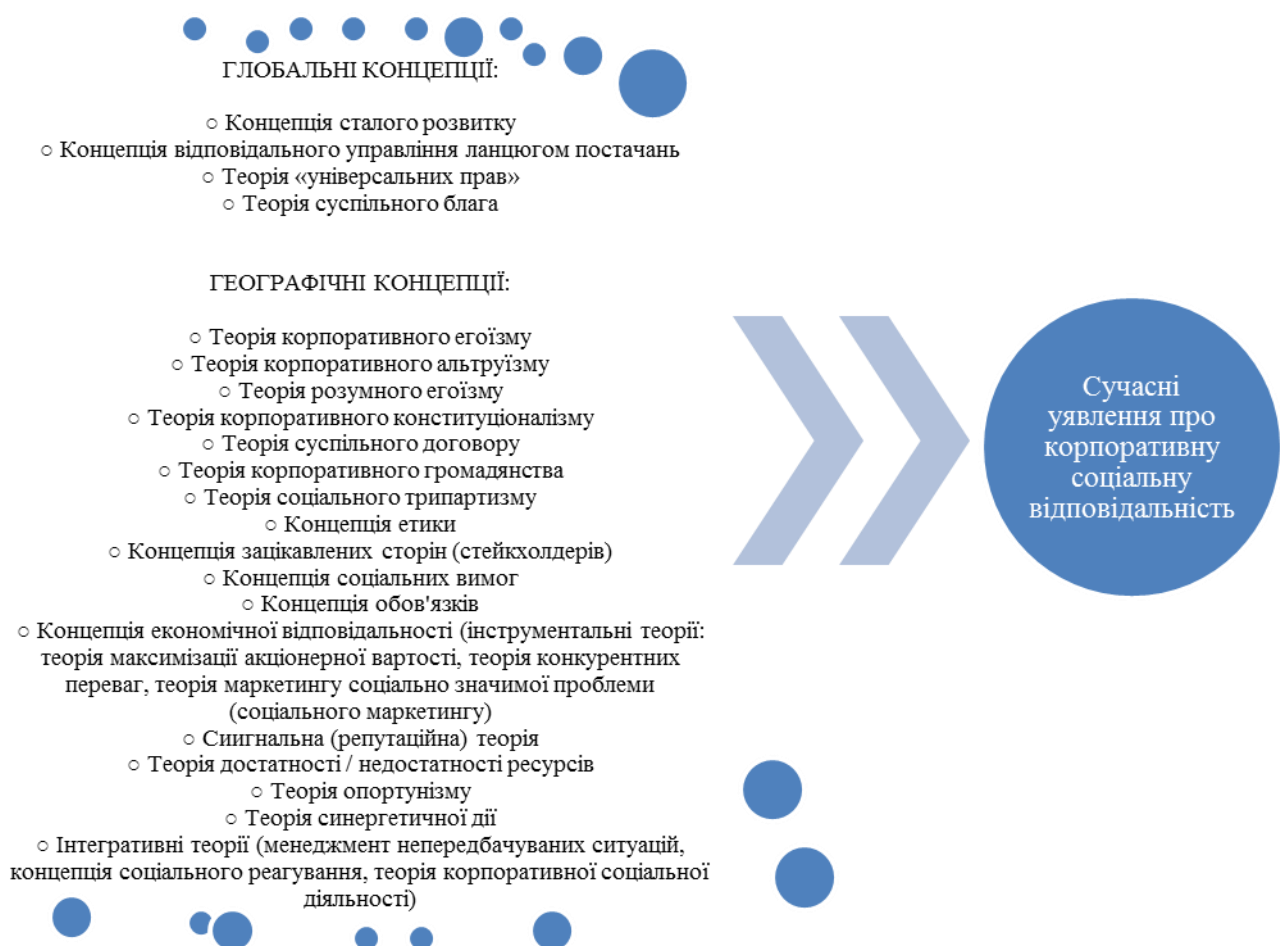 ГЛОБАЛЬНІ КОНЦЕПЦІЇ:
○ Концепція сталого розвитку
○ Концепція відповідального управління ланцюгом постачань
○ Теорія «універсальних прав»
○ Теорія суспільного блага
ГЕОГРАФІЧНІ КОНЦЕПЦІЇ:
○ Теорія корпоративного егоїзму
○ Теорія корпоративного альтруїзму
○ Теорія розумного егоїзму
○ Теорія корпоративного конституціоналізму
○ Теорія суспільного договору
○ Теорія корпоративного громадянства
○ Теорія соціального трипартизму
○ Концепція етики
○ Концепція зацікавлених сторін (стейкхолдерів)
○ Концепція соціальних вимог
○ Концепція обов'язків
○ Концепція економічної відповідальності (інструментальні теорії:
теорія максимізації акціонерної вартості, теорія конкурентних
переваг, теорія маркетингу соціально значимої проблеми
(соціального маркетингу)
○ Сиигнальна (репутаційна) теорія
○ Теорія достатності / недостатності ресурсів
○ Теорія опортунізму
○ Теорія синергетичної дії
○ Інтегративні теорії (менеджмент непередбачуваних ситуацій,
концепція соціального реагування, теорія корпоративної соціальної
діяльності)
Сучасні
уявлення про
корпоративну
соціальну
відповідальність